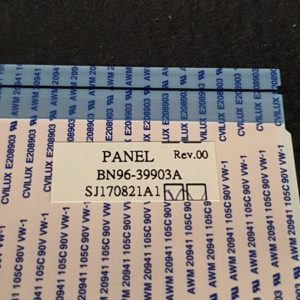 PANEL Rev.00
BN96-39903A
SJ170821A1
CVILUX E208903 AWM 20941 105C 90V VW-1